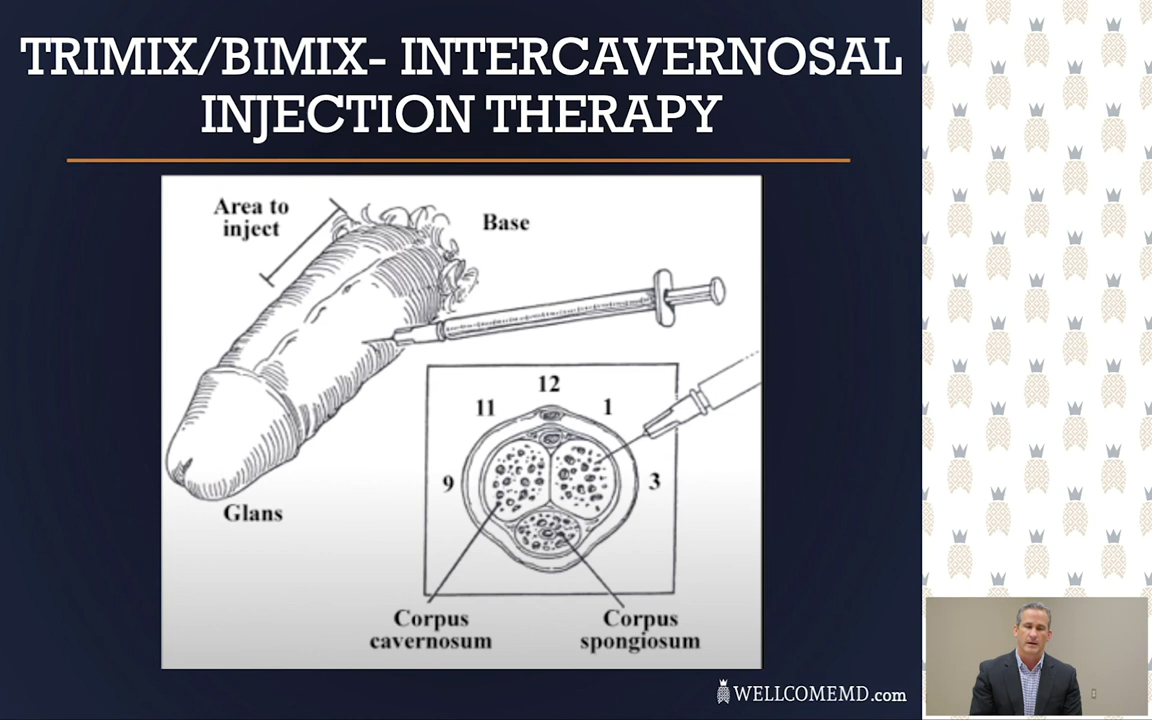 TRIMIX/BIMIX- INTERCAVERNOSAL
INJECTION THERAPY
Area to
inject
Base
12
11
1
9
3
Glans
Corpus
cavernosum
Corpus
spongiosum
WELLCOMEMD.com